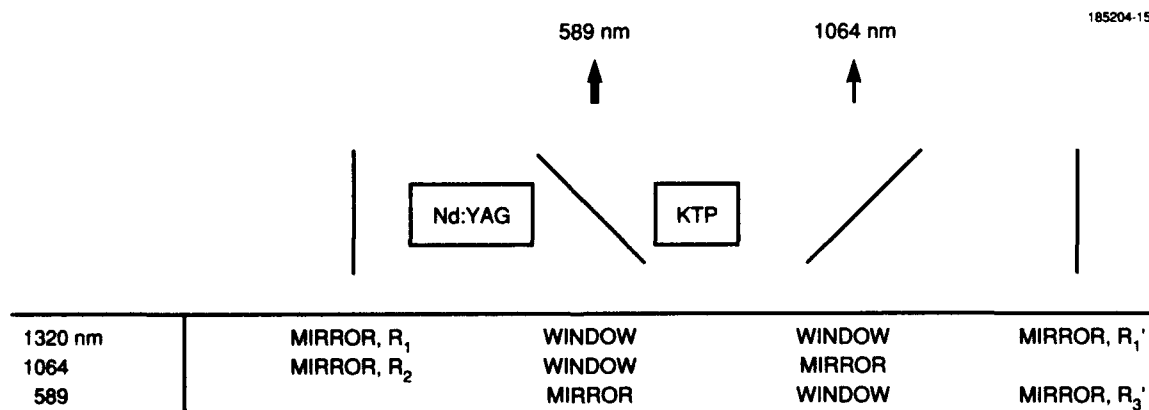 185204-15
589 nm 1064 nm
Nd:YAG KTP
1320 nm MIRROR, R₁ WINDOW WINDOW MIRROR, R₁'
1064 MIRROR, R₂ WINDOW MIRROR
589 MIRROR WINDOW MIRROR, R₃'